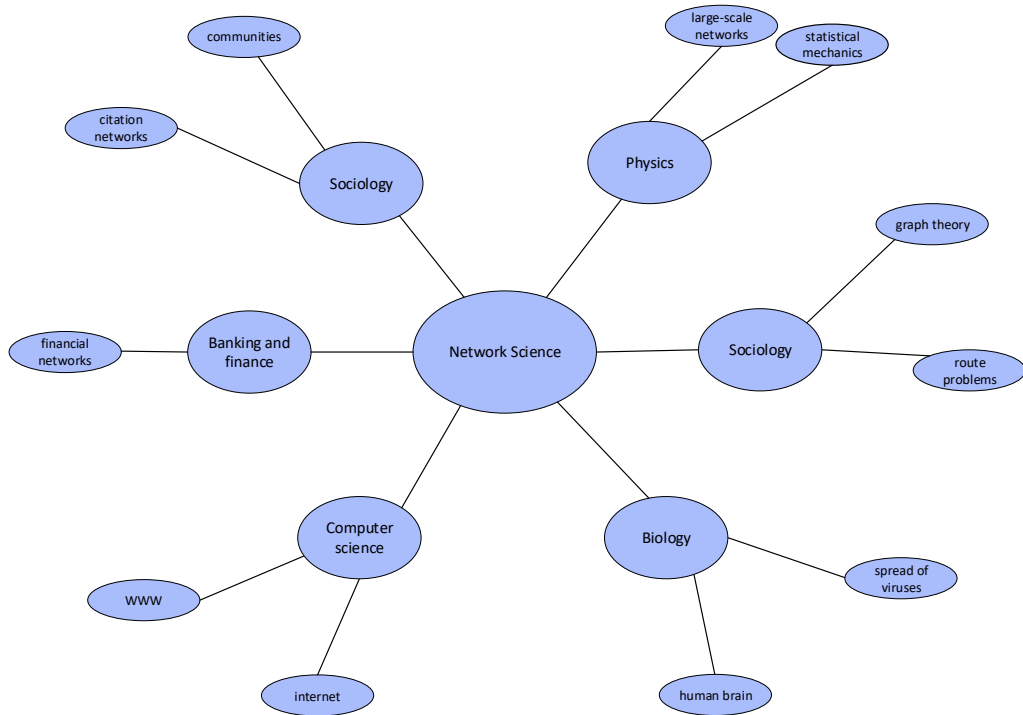 large-scale
networks
communities
statistical
mechanics
citation
networks
Physics
Sociology
graph theory
financial
networks
Banking and
finance
Network Science
Sociology
route
problems
Computer
science
Biology
spread of
viruses
WWW
internet
human brain